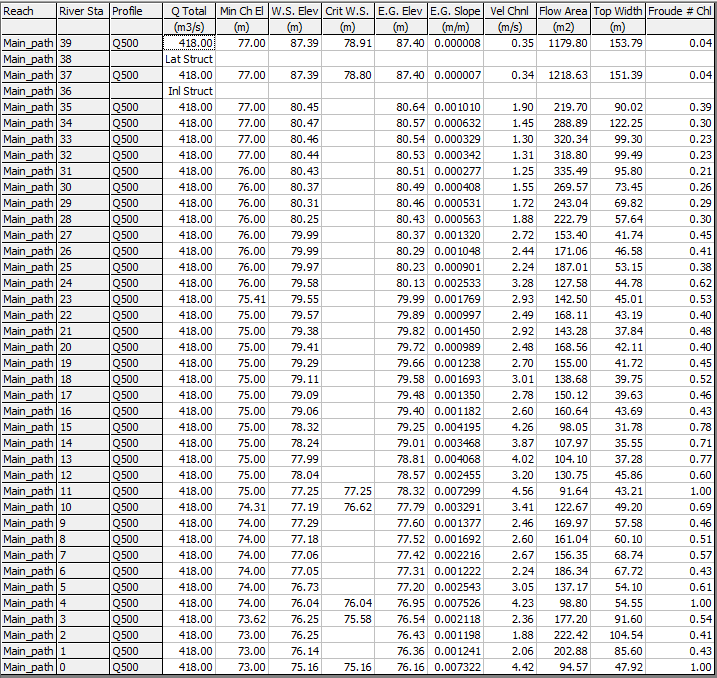 Reach River Sta Profile Q Total Min Ch El W.S. Elev Crit W.S. E.G. Elev E.G. Slope Vel Chnl Flow Area Top Width Froude # Chl
(m3/s) (m) (m) (m) (m) (m/m) (m/s) (m2) (m)
Main_path 39 Q500 418.00 77.00 87.39 78.91 87.40 0.000008 0.35 1179.80 153.79 0.04
Main_path 38 Lat Struct
Main_path 37 Q500 418.00 77.00 87.39 78.80 87.40 0.000007 0.34 1218.63 151.39 0.04
Main_path 36 Inl Struct
Main_path 35 Q500 418.00 77.00 80.45 80.64 0.001010 1.90 219.70 90.02 0.39
Main_path 34 Q500 418.00 77.00 80.47 80.57 0.000632 1.45 288.89 122.25 0.30
Main_path 33 Q500 418.00 77.00 80.46 80.54 0.000329 1.30 320.34 99.30 0.23
Main_path 32 Q500 418.00 77.00 80.44 80.53 0.000342 1.31 318.80 99.49 0.23
Main_path 31 Q500 418.00 76.00 80.43 80.51 0.000277 1.25 335.49 95.80 0.21
Main_path 30 Q500 418.00 76.00 80.37 80.49 0.000408 1.55 269.57 73.45 0.26
Main_path 29 Q500 418.00 76.00 80.31 80.46 0.000531 1.72 243.04 69.82 0.29
Main_path 28 Q500 418.00 76.00 80.25 80.43 0.000563 1.88 222.79 57.64 0.30
Main_path 27 Q500 418.00 76.00 79.99 80.37 0.001320 2.72 153.40 41.74 0.45
Main_path 26 Q500 418.00 76.00 79.99 80.29 0.001048 2.44 171.06 46.58 0.41
Main_path 25 Q500 418.00 76.00 79.97 80.23 0.000901 2.24 187.01 53.15 0.38
Main_path 24 Q500 418.00 76.00 79.58 80.13 0.002533 3.28 127.58 44.78 0.62
Main_path 23 Q500 418.00 75.41 79.55 79.99 0.001769 2.93 142.50 45.01 0.53
Main_path 22 Q500 418.00 75.00 79.57 79.89 0.000997 2.49 168.11 43.19 0.40
Main_path 21 Q500 418.00 75.00 79.38 79.82 0.001450 2.92 143.28 37.84 0.48
Main_path 20 Q500 418.00 75.00 79.41 79.72 0.000989 2.48 168.56 42.11 0.40
Main_path 19 Q500 418.00 75.00 79.29 79.66 0.001238 2.70 155.00 41.72 0.45
Main_path 18 Q500 418.00 75.00 79.11 79.58 0.001693 3.01 138.68 39.75 0.52
Main_path 17 Q500 418.00 75.00 79.09 79.48 0.001350 2.78 150.12 39.63 0.46
Main_path 16 Q500 418.00 75.00 79.06 79.40 0.001182 2.60 160.64 43.69 0.43
Main_path 15 Q500 418.00 75.00 78.32 79.25 0.004195 4.26 98.05 31.78 0.78
Main_path 14 Q500 418.00 75.00 78.24 79.01 0.003468 3.87 107.97 35.55 0.71
Main_path 13 Q500 418.00 75.00 77.99 78.81 0.004068 4.02 104.10 37.28 0.77
Main_path 12 Q500 418.00 75.00 78.04 78.57 0.002455 3.20 130.75 45.86 0.60
Main_path 11 Q500 418.00 75.00 77.25 77.25 78.32 0.007299 4.56 91.64 43.21 1.00
Main_path 10 Q500 418.00 74.31 77.19 76.62 77.79 0.003291 3.41 122.67 49.20 0.69
Main_path 9 Q500 418.00 74.00 77.29 77.60 0.001377 2.46 169.97 57.58 0.46
Main_path 8 Q500 418.00 74.00 77.18 77.52 0.001692 2.60 161.04 60.10 0.51
Main_path 7 Q500 418.00 74.00 77.06 77.42 0.002216 2.67 156.35 68.74 0.57
Main_path 6 Q500 418.00 74.00 77.05 77.31 0.001222 2.24 186.34 67.72 0.43
Main_path 5 Q500 418.00 74.00 76.73 77.20 0.002543 3.05 137.17 54.10 0.61
Main_path 4 Q500 418.00 74.00 76.04 76.04 76.95 0.007526 4.23 98.80 54.55 1.00
Main_path 3 Q500 418.00 73.62 76.25 75.58 76.54 0.002118 2.36 177.20 91.60 0.54
Main_path 2 Q500 418.00 73.00 76.25 76.43 0.001198 1.88 222.42 104.54 0.41
Main_path 1 Q500 418.00 73.00 76.14 76.36 0.001241 2.06 202.88 85.60 0.43
Main_path 0 Q500 418.00 73.00 75.16 75.16 76.16 0.007322 4.42 94.57 47.92 1.00